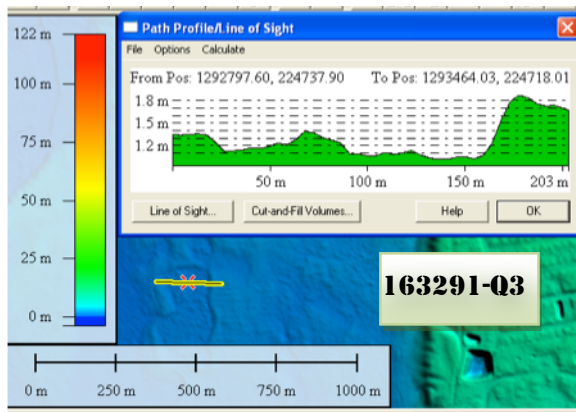 122 m
100 m
75 m
50 m
25 m
0 m
Path Profile/Line of Sight
File Options Calculate
From Pos: 1292797.60, 224737.90 To Pos: 1293464.03, 224718.01
1.8 m
1.5 m
1.2 m
50 m 100 m 150 m 203 m
Line of Sight... Cut-and-Fill Volumes... Help OK
163291-Q3
0 m 250 m 500 m 750 m 1000 m